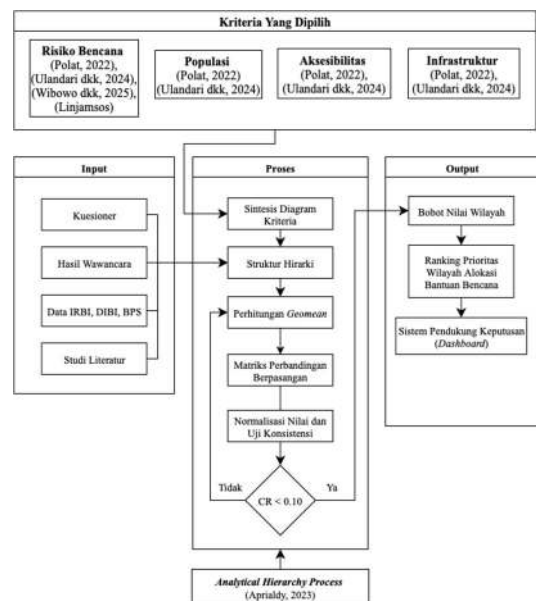 Kriteria Yang Dipilih
Risiko Bencana
(Polat, 2022),
(Ulandari dkk, 2024),
(Wibowo dkk, 2025),
(Linjamsos)
Populasi
(Polat, 2022)
(Ulandari dkk, 2024)
Aksesibilitas
(Polat, 2022),
(Ulandari dkk, 2024)
Infrastruktur
(Polat, 2022),
(Ulandari dkk, 2024)
Input
Kuesioner
Hasil Wawancara
Data IRBI, DIBI, BPS
Studi Literatur
Proses
Sintesis Diagram
Kriteria
Struktur Hirarki
Perhitungan Geomean
Matriks Perbandingan
Berpasangan
Normalisasi Nilai dan
Uji Konsistensi
Tidak
CR < 0.10
Ya
Output
Bobot Nilai Wilayah
Ranking Prioritas
Wilayah Alokasi
Bantuan Bencana
Sistem Pendukung Keputusan
(Dashboard)
Analytical Hierarchy Process
(Aprialdy, 2023)